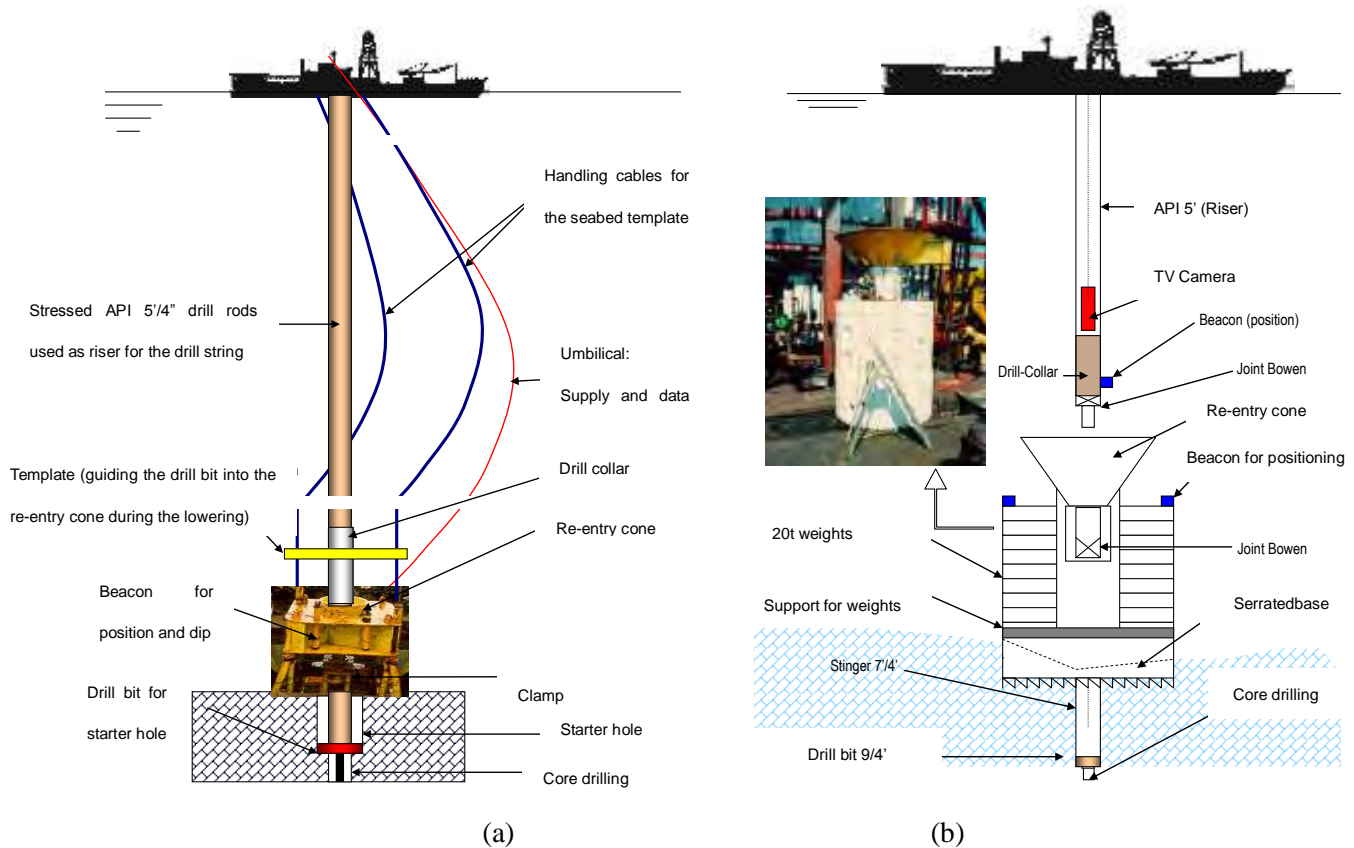 Handling cables for
the seabed template
Stressed API 5'/4" drill rods
used as riser for the drill string
Umbilical:
Supply and data
Template (guiding the drill bit into the
re-entry cone during the lowering)
Drill collar
Re-entry cone
Beacon for
position and dip
Drill bit for
starter hole
Clamp
Starter hole
Core drilling
(a)
API 5' (Riser)
TV Camera
Beacon (position)
Drill-Collar
Joint Bowen
Re-entry cone
Beacon for positioning
20t weights
Joint Bowen
Support for weights
Serratedbase
Stinger 7'/4'
Core drilling
Drill bit 9/4'
(b)